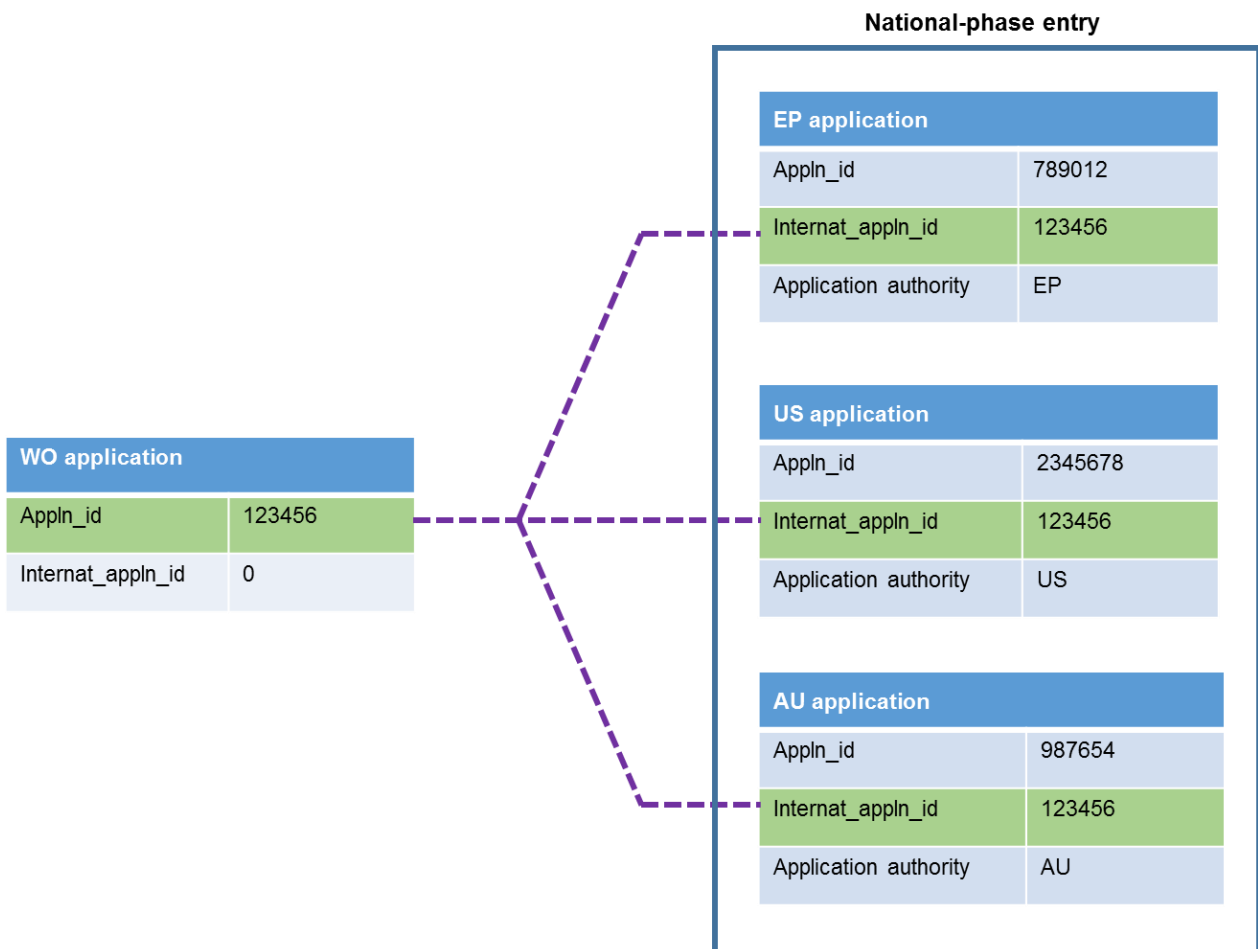 National-phase entry
EP application
Appln_id 789012
Internat_appln_id 123456
Application authority EP
US application
Appln_id 2345678
Internat_appln_id 123456
Application authority US
WO application
Appln_id 123456
Internat_appln_id 0
AU application
Appln_id 987654
Internat_appln_id 123456
Application authority AU